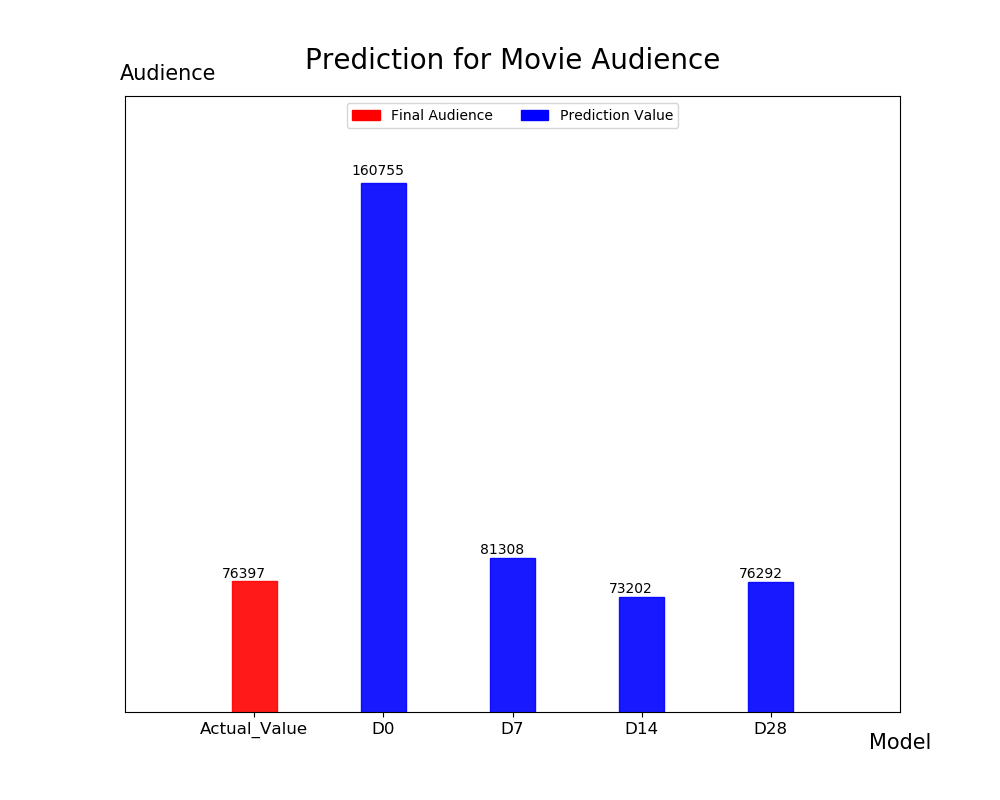 Prediction for Movie Audience
Audience
Final Audience Prediction Value
160755
81308
76397
73202
76292
Actual_Value D0 D7 D14 D28
Model